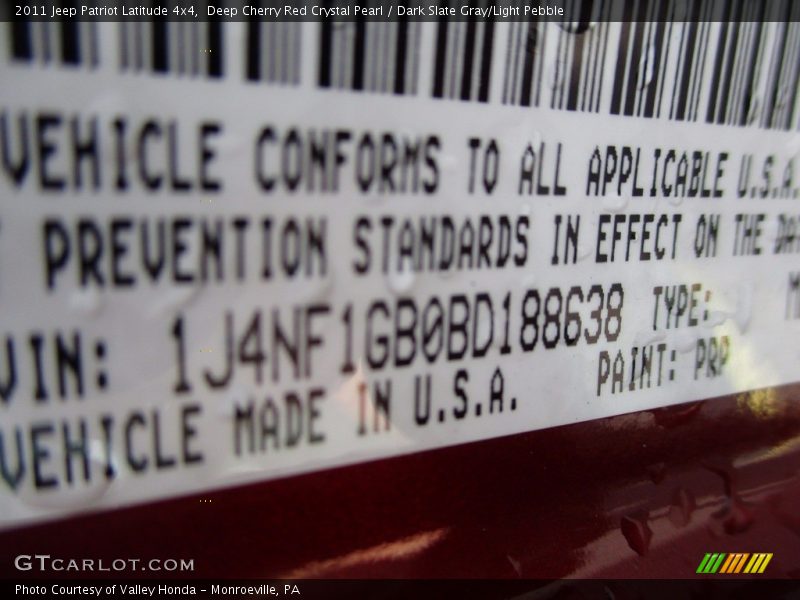 2011 Jeep Patriot Latitude 4x4, Deep Cherry Red Crystal Pearl / Dark Slate Gray/Light Pebble
VEHICLE CONFORMS TO ALL APPLICABLE U.S.A.
PREVENTION STANDARDS IN EFFECT ON THE
VIN: 1J4NF1GB0BD188638 TYPE:
PAINT: PRP
VEHICLE MADE IN U.S.A.
GTCARLOT.COM
Photo Courtesy of Valley Honda - Monroeville, PA